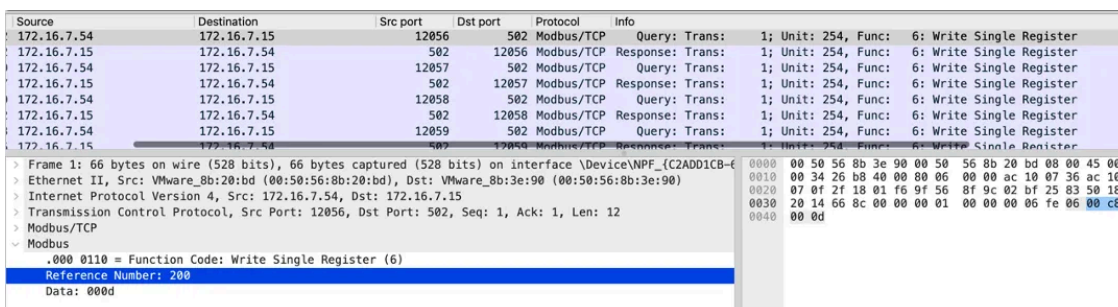 Source Destination Src port Dst port Protocol Info
172.16.7.54 172.16.7.15 12056 502 Modbus/TCP Query: Trans: 1; Unit: 254, Func: 6: Write Single Register
172.16.7.15 172.16.7.54 502 12056 Modbus/TCP Response: Trans: 1; Unit: 254, Func: 6: Write Single Register
172.16.7.54 172.16.7.15 12057 502 Modbus/TCP Query: Trans: 1; Unit: 254, Func: 6: Write Single Register
172.16.7.15 172.16.7.54 502 12057 Modbus/TCP Response: Trans: 1; Unit: 254, Func: 6: Write Single Register
172.16.7.54 172.16.7.15 12058 502 Modbus/TCP Query: Trans: 1; Unit: 254, Func: 6: Write Single Register
172.16.7.15 172.16.7.54 502 12058 Modbus/TCP Response: Trans: 1; Unit: 254, Func: 6: Write Single Register
172.16.7.54 172.16.7.15 12059 502 Modbus/TCP Query: Trans: 1; Unit: 254, Func: 6: Write Single Register
Frame 1: 66 bytes on wire (528 bits), 66 bytes captured (528 bits) on interface \Device\NPF_{C2ADD1CB-6
Ethernet II, Src: VMware_8b:20:bd (00:50:56:8b:20:bd), Dst: VMware_8b:3e:90 (00:50:56:8b:3e:90)
Internet Protocol Version 4, Src: 172.16.7.54, Dst: 172.16.7.15
Transmission Control Protocol, Src Port: 12056, Dst Port: 502, Seq: 1, Ack: 1, Len: 12
Modbus/TCP
Modbus
.000 0110 = Function Code: Write Single Register (6)
Reference Number: 200
Data: 000d
0000 00 50 56 8b 3e 90 00 50 56 8b 20 bd 08 00 45 00
0010 00 34 26 b8 40 00 80 06 00 00 ac 10 07 36 ac 10
0020 07 0f 2f 18 01 f6 9f 56 8f 9c 02 bf 25 83 50 18
0030 20 14 66 8c 00 00 00 01 00 00 00 06 fe 06 00 c8
0040 00 0d